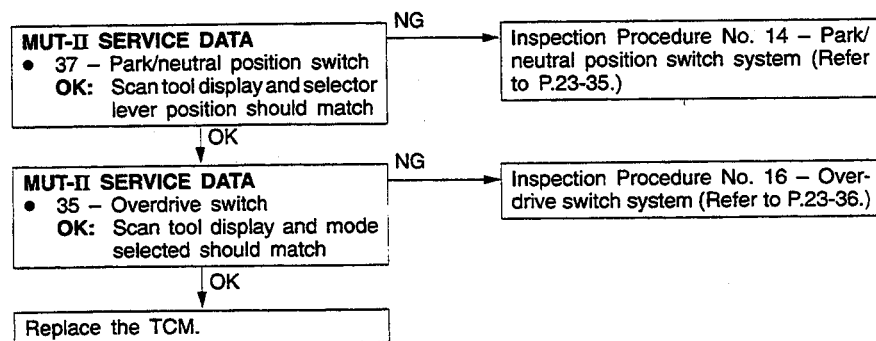 MUT-II SERVICE DATA
● 37 – Park/neutral position switch
OK: Scan tool display and selector
lever position should match
NG
Inspection Procedure No. 14 – Park/
neutral position switch system (Refer
to P.23-35.)
OK
MUT-II SERVICE DATA
● 35 – Overdrive switch
OK: Scan tool display and mode
selected should match
NG
Inspection Procedure No. 16 – Over-
drive switch system (Refer to P.23-36.)
OK
Replace the TCM.